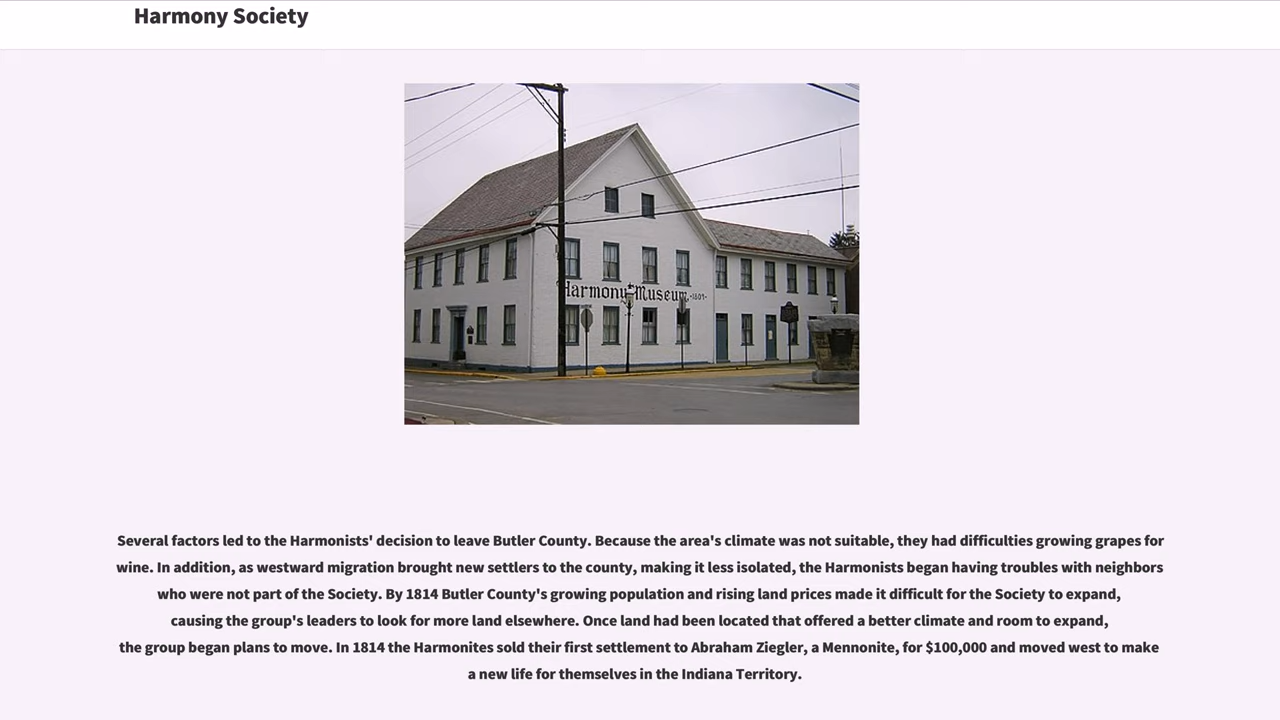 Harmony Society
Harmony Museum -1809-
Several factors led to the Harmonists' decision to leave Butler County. Because the area's climate was not suitable, they had difficulties growing grapes for
wine. In addition, as westward migration brought new settlers to the county, making it less isolated, the Harmonists began having troubles with neighbors
who were not part of the Society. By 1814 Butler County's growing population and rising land prices made it difficult for the Society to expand,
causing the group's leaders to look for more land elsewhere. Once land had been located that offered a better climate and room to expand,
the group began plans to move. In 1814 the Harmonites sold their first settlement to Abraham Ziegler, a Mennonite, for $100,000 and moved west to make
a new life for themselves in the Indiana Territory.